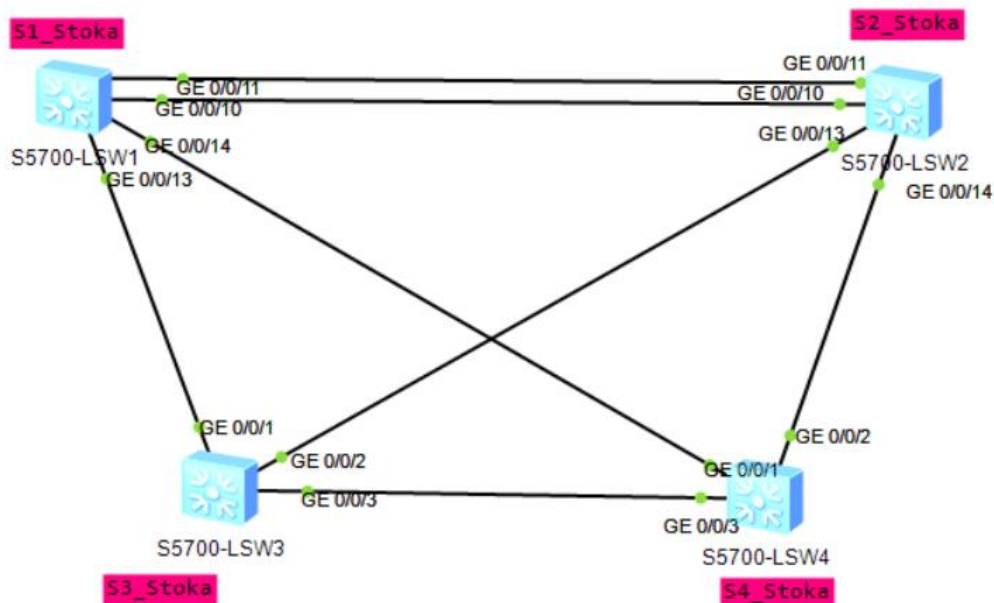 S1_Stoka
S2_Stoka
GE 0/0/11
GE 0/0/11
GE 0/0/10
GE 0/0/10
GE 0/0/14
GE 0/0/13
S5700-LSW1
S5700-LSW2
GE 0/0/13
GE 0/0/14
GE 0/0/1
GE 0/0/2
GE 0/0/2
GE 0/0/1
GE 0/0/3
GE 0/0/3
S5700-LSW3
S5700-LSW4
S3_Stoka
S4_Stoka